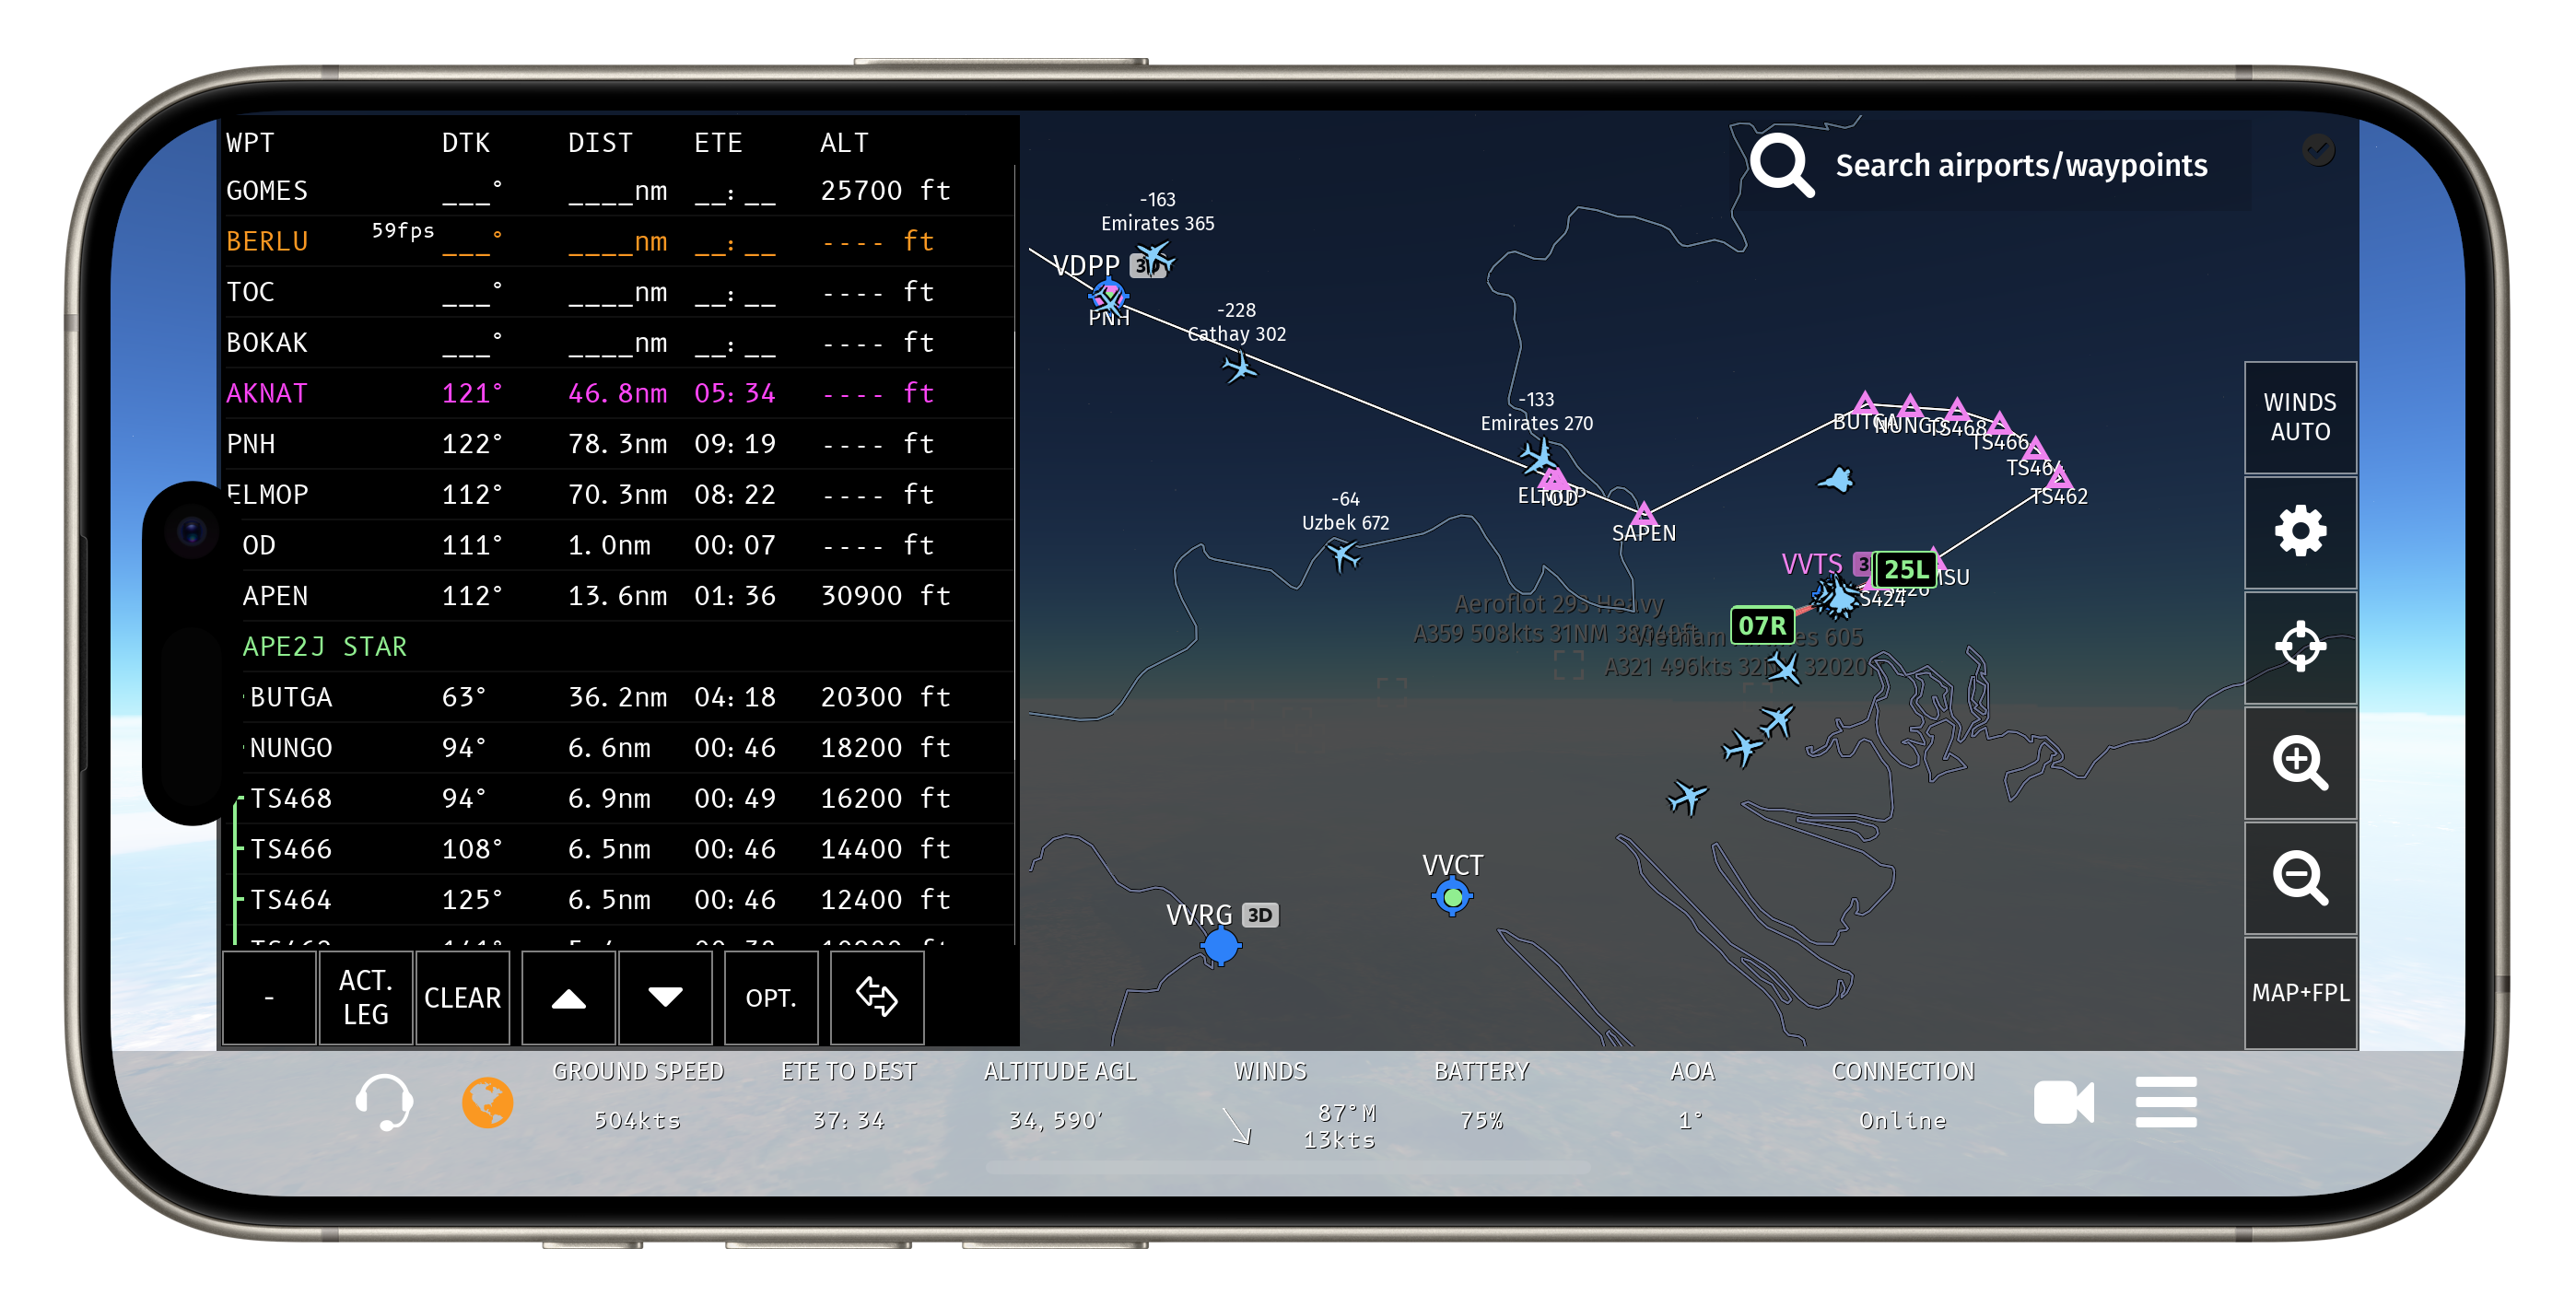 WPT DTK DIST ETE ALT
GOMES ___° ____nm __:__ 25700 ft
59fps
BERLU ___° ____nm __:__ ---- ft
TOC ___° ____nm __:__ ---- ft
BOKAK ___° ____nm __:__ ---- ft
AKNAT 121° 46.8nm 05:34 ---- ft
PNH 122° 78.3nm 09:19 ---- ft
ELMOP 112° 70.3nm 08:22 ---- ft
OD 111° 1.0nm 00:07 ---- ft
APEN 112° 13.6nm 01:36 30900 ft
APE2J STAR
BUTGA 63° 36.2nm 04:18 20300 ft
NUNGO 94° 6.6nm 00:46 18200 ft
TS468 94° 6.9nm 00:49 16200 ft
TS466 108° 6.5nm 00:46 14400 ft
TS464 125° 6.5nm 00:46 12400 ft
-
ACT.
LEG
CLEAR
OPT.
Search airports/waypoints
-163
Emirates 365
VDPP
PNH
-228
Cathay 302
-133
Emirates 270
ELMOP
TOD
-64
Uzbek 672
SAPEN
BUTGA
NUNGO
TS468
TS466
TS464
TS462
VVTS
25L
S424
07R
Aeroflot 293 Heavy
A359 508kts 31NM
605
A321 496kts
VVCT
VVRG 3D
WINDS
AUTO
MAP+FPL
GROUND SPEED
504kts
ETE TO DEST
37:34
ALTITUDE AGL
34,590'
WINDS
87°M
13kts
BATTERY
75%
AOA
1°
CONNECTION
Online